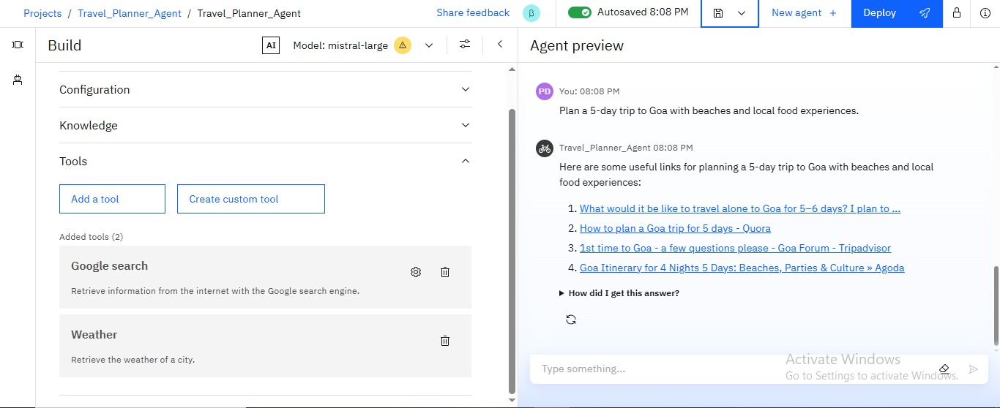 Projects / Travel_Planner_Agent / Travel_Planner_Agent
Share feedback β Autosaved 8:08 PM New agent + Deploy
Build
AI Model: mistral-large
Configuration
Knowledge
Tools
Add a tool Create custom tool
Added tools (2)
Google search
Retrieve information from the internet with the Google search engine.
Weather
Retrieve the weather of a city.
Agent preview
PD You: 08:08 PM
Plan a 5-day trip to Goa with beaches and local food experiences.
Travel_Planner_Agent 08:08 PM
Here are some useful links for planning a 5-day trip to Goa with beaches and local
food experiences:
1. What would it be like to travel alone to Goa for 5–6 days? I plan to ...
2. How to plan a Goa trip for 5 days - Quora
3. 1st time to Goa - a few questions please - Goa Forum - Tripadvisor
4. Goa Itinerary for 4 Nights 5 Days: Beaches, Parties & Culture » Agoda
How did I get this answer?
Type something...
Activate Windows
Go to Settings to activate Windows.